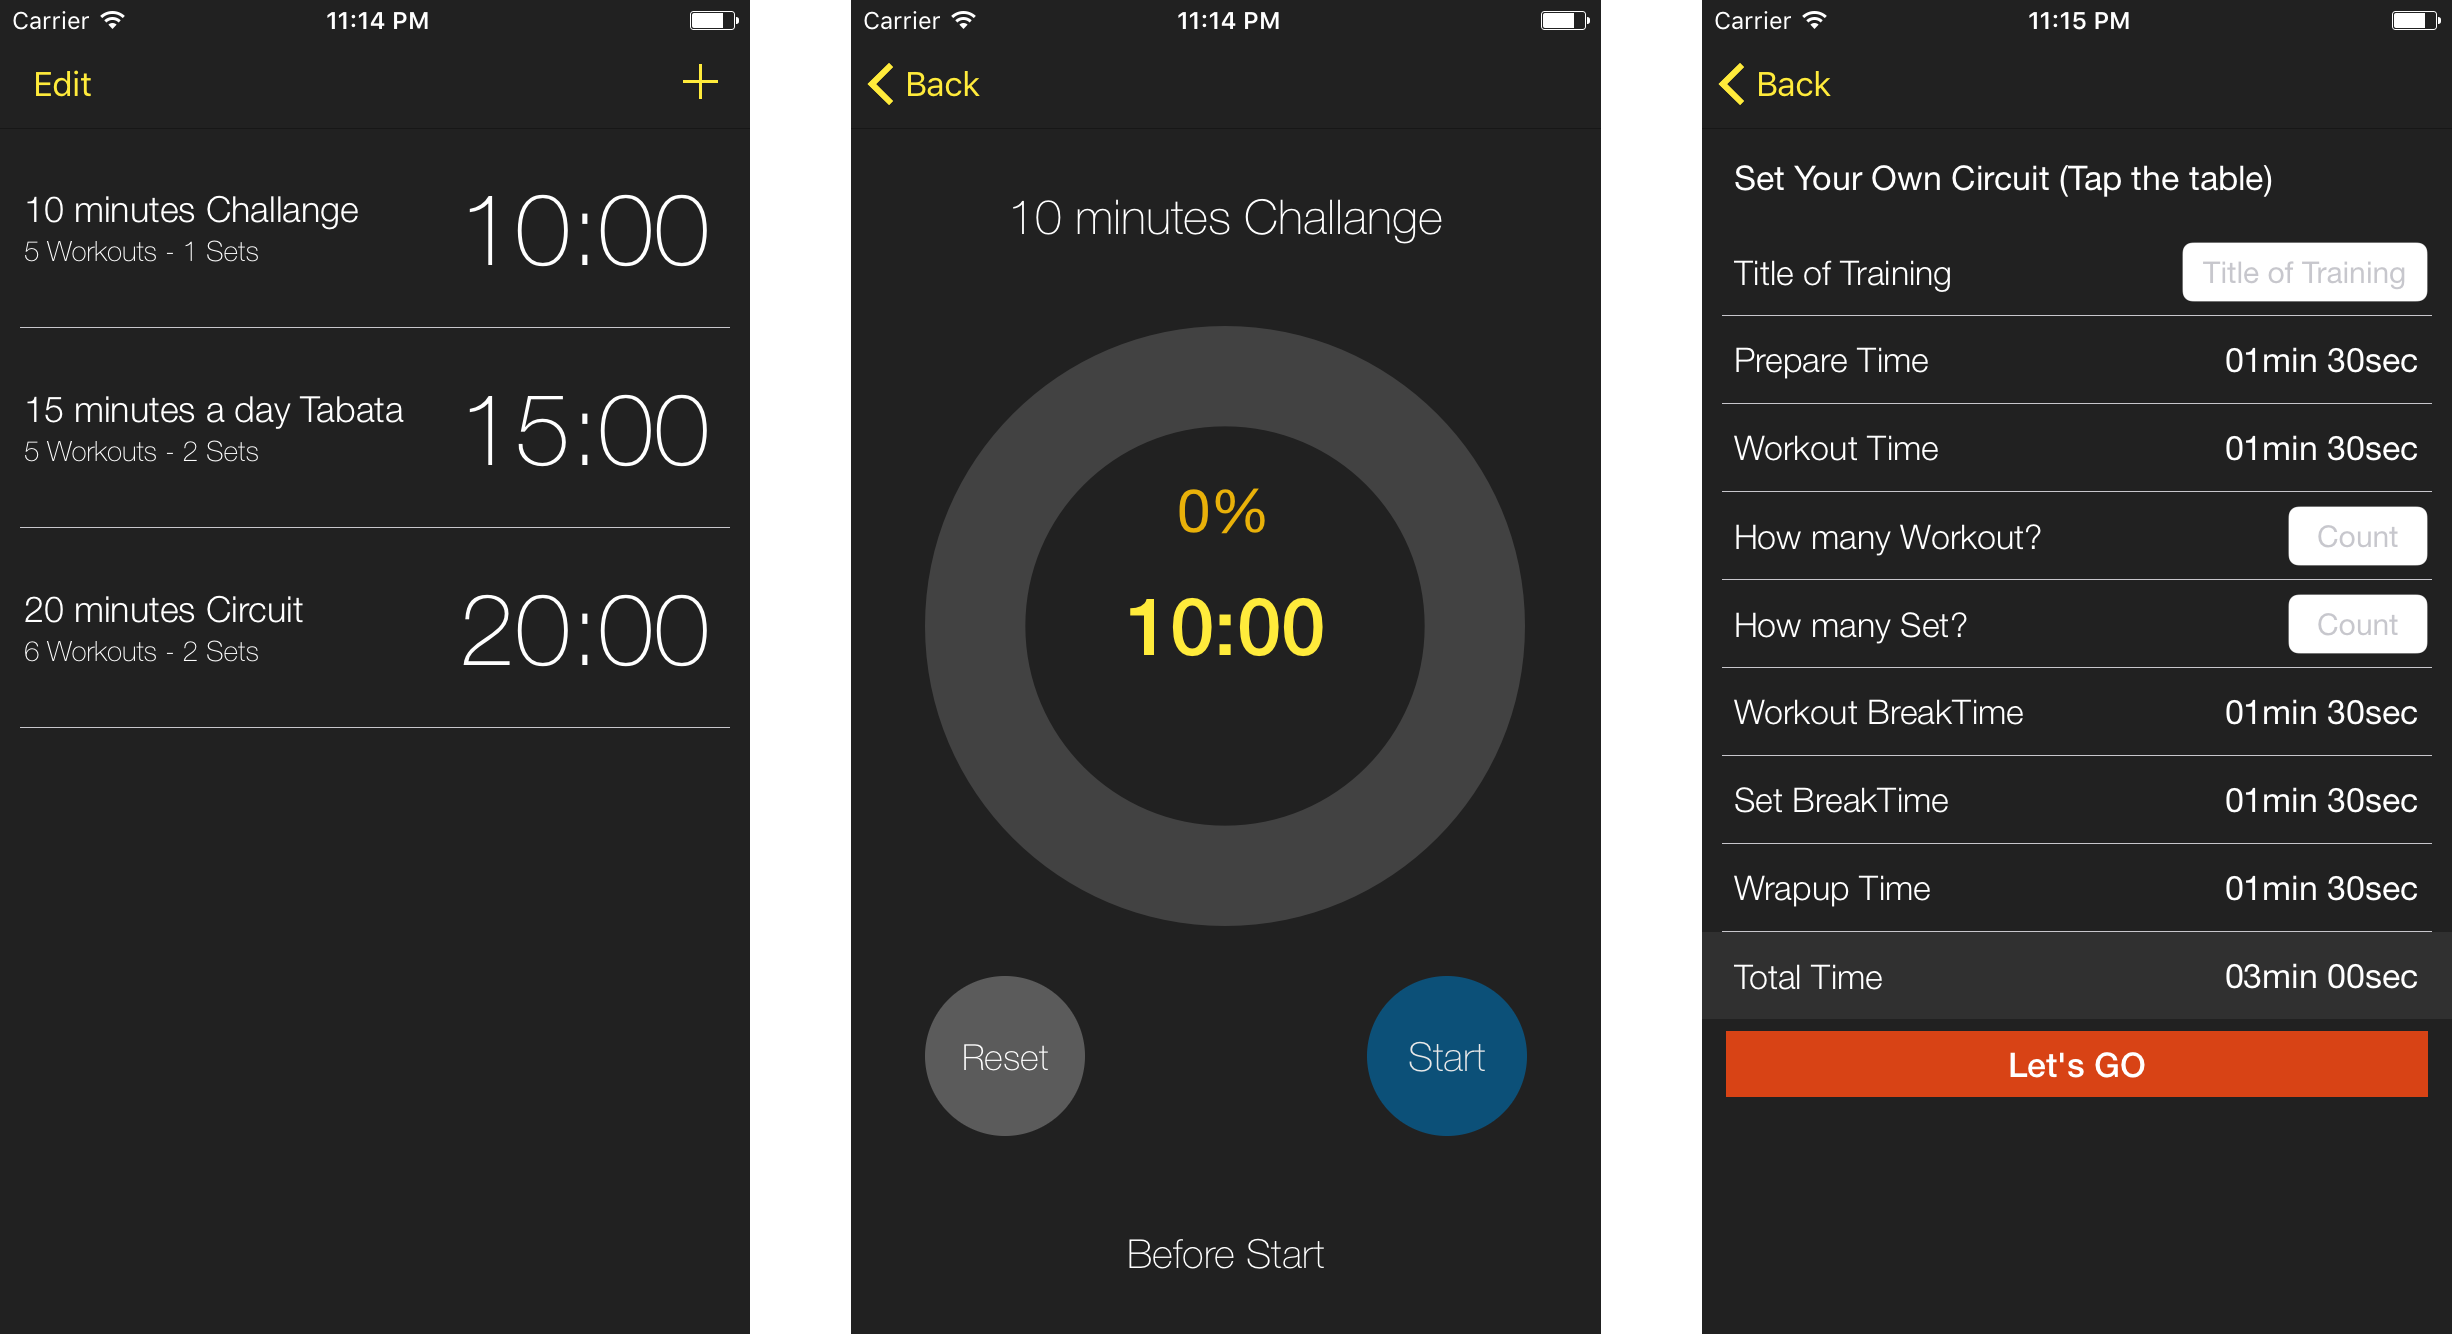 Carrier 11:14 PM
Edit +
10 minutes Challange 10:00
5 Workouts - 1 Sets
15 minutes a day Tabata 15:00
5 Workouts - 2 Sets
20 minutes Circuit 20:00
6 Workouts - 2 Sets
Carrier 11:14 PM
Back
10 minutes Challange
0%
10:00
Reset Start
Before Start
Carrier 11:15 PM
Back
Set Your Own Circuit (Tap the table)
Title of Training Title of Training
Prepare Time 01min 30sec
Workout Time 01min 30sec
How many Workout? Count
How many Set? Count
Workout BreakTime 01min 30sec
Set BreakTime 01min 30sec
Wrapup Time 01min 30sec
Total Time 03min 00sec
Let's GO